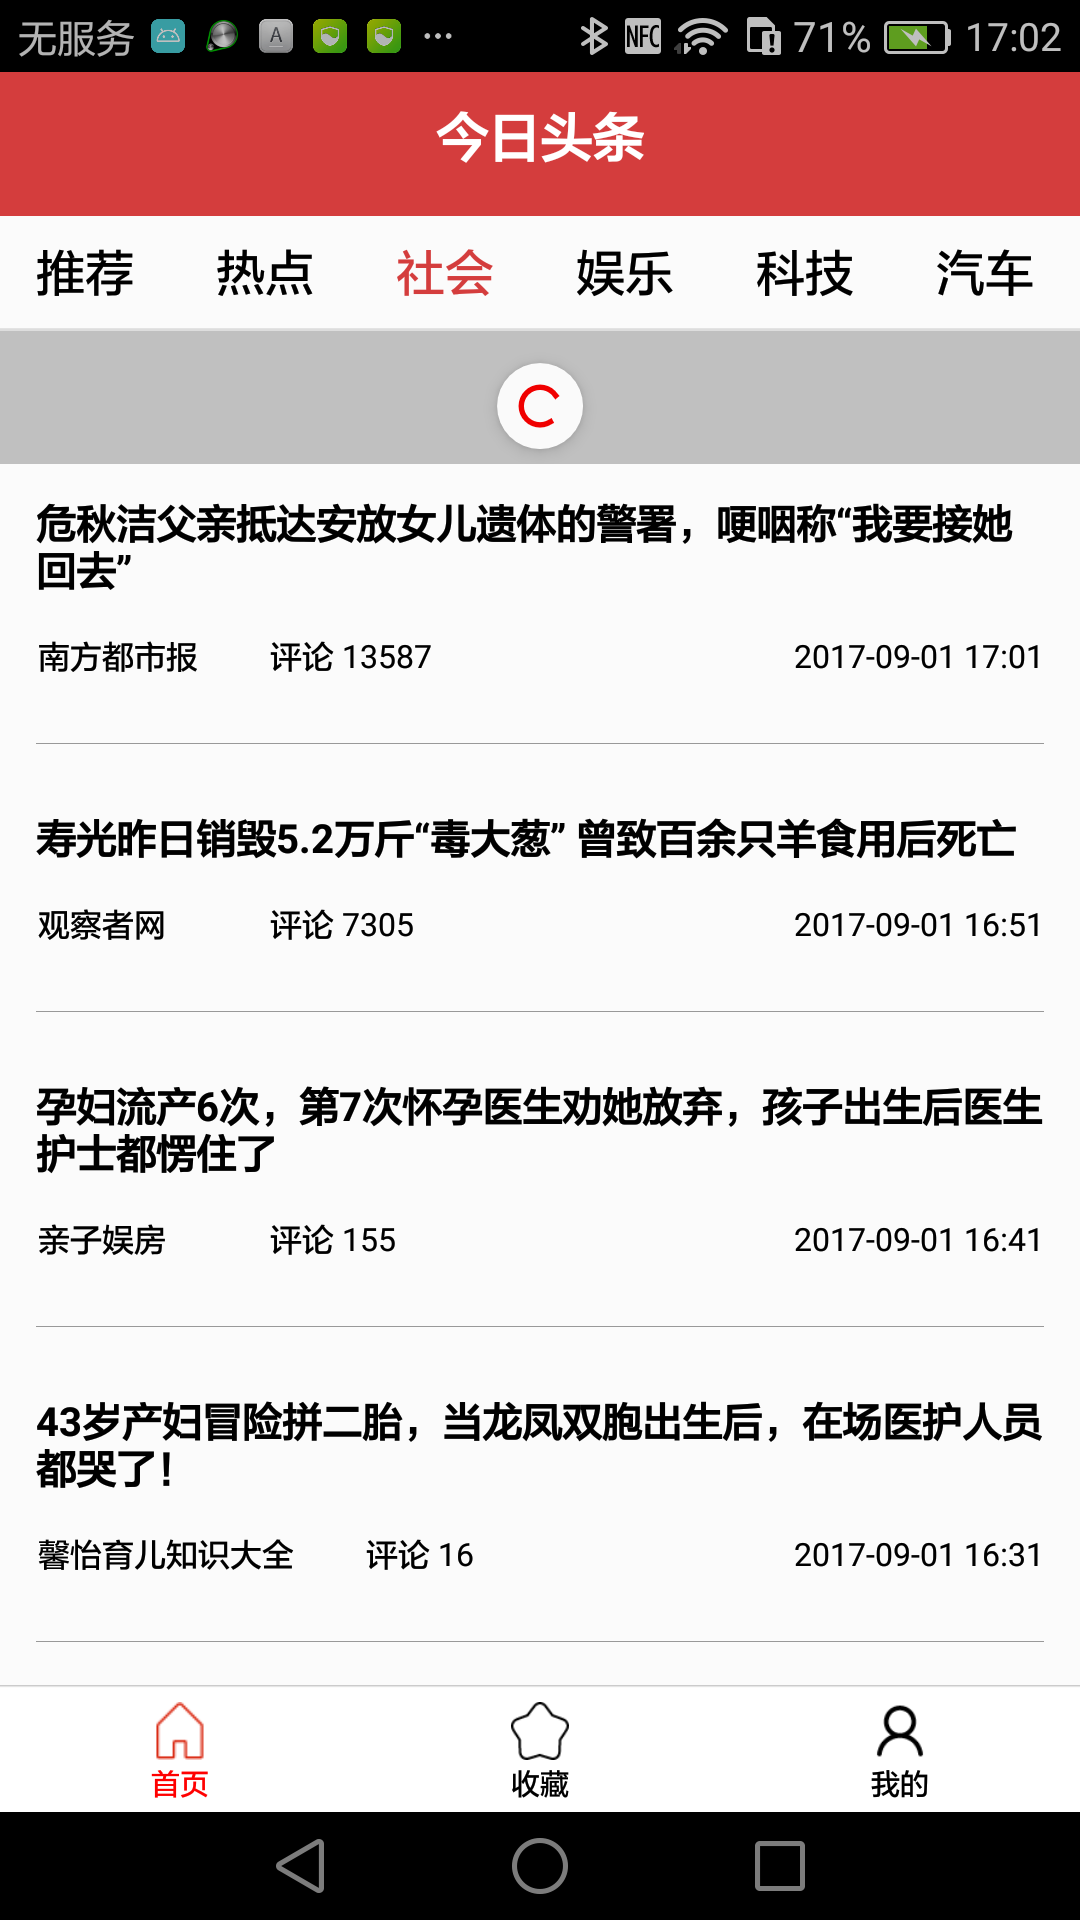 无服务 A NFC 71% 17:02
今日头条
推荐 热点 社会 娱乐 科技 汽车
危秋洁父亲抵达安放女儿遗体的警署，哽咽称“我要接她
回去”
南方都市报 评论 13587 2017-09-01 17:01
寿光昨日销毁5.2万斤“毒大葱” 曾致百余只羊食用后死亡
观察者网 评论 7305 2017-09-01 16:51
孕妇流产6次，第7次怀孕医生劝她放弃，孩子出生后医生
护士都愣住了
亲子娱房 评论 155 2017-09-01 16:41
43岁产妇冒险拼二胎，当龙凤双胞出生后，在场医护人员
都哭了！
馨怡育儿知识大全 评论 16 2017-09-01 16:31
首页 收藏 我的